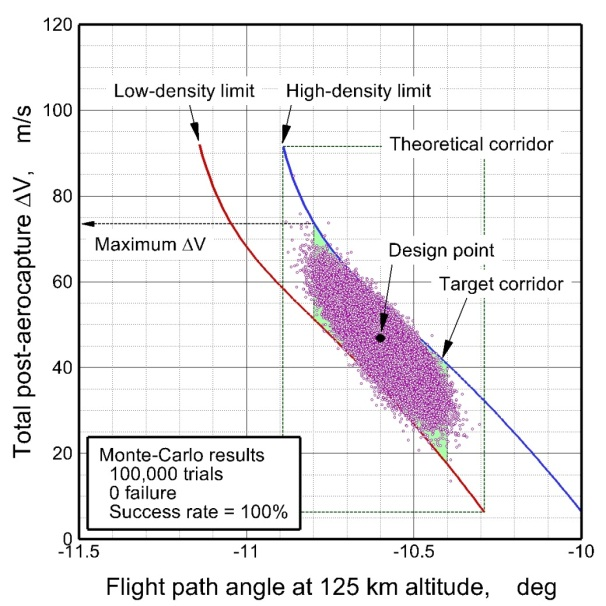 120
100
80
60
40
20
0
Total post-aerocapture ΔV, m/s
Low-density limit
High-density limit
Theoretical corridor
Maximum ΔV
Design point
Target corridor
Monte-Carlo results
100,000 trials
0 failure
Success rate = 100%
-11.5
-11
-10.5
-10
Flight path angle at 125 km altitude, deg